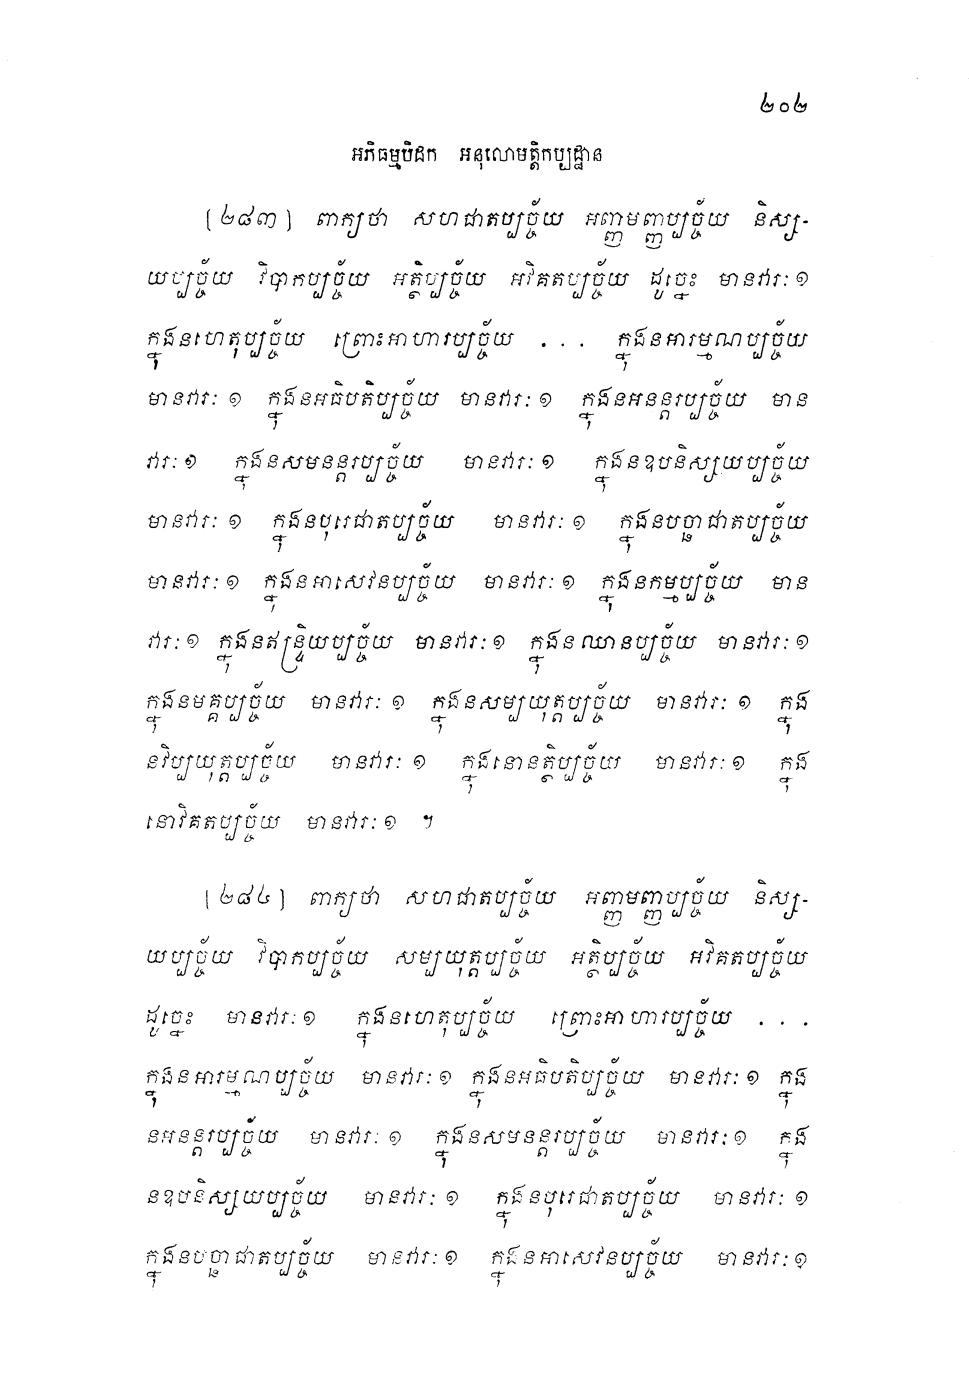 ២០២
អភិធម្មបិដក អនុលោមត្តិកប្បដ្ឋាន
[២៨៣] ពាក្យថា សហជាតប្បច្ច័យ អញ្ញាមញ្ញប្បច្ច័យ និស្ស-
យប្បច្ច័យ វិបាកប្បច្ច័យ អត្ថិប្បច្ច័យ អវិគតប្បច្ច័យ ដូច្នេះ មានវារៈ ១
ក្នុងនហេតុប្បច្ច័យ ព្រោះអាហារប្បច្ច័យ . . . ក្នុងនអារម្មណប្បច្ច័យ
មានវារៈ ១ ក្នុងនអធិបតិប្បច្ច័យ មានវារៈ ១ ក្នុងនអនន្តរប្បច្ច័យ មាន
វារៈ ១ ក្នុងនសមនន្តរប្បច្ច័យ មានវារៈ ១ ក្នុងនឧបនិស្សយប្បច្ច័យ
មានវារៈ ១ ក្នុងនបុរេជាតប្បច្ច័យ មានវារៈ ១ ក្នុងនបច្ឆាជាតប្បច្ច័យ
មានវារៈ ១ ក្នុងនអាសេវនប្បច្ច័យ មានវារៈ ១ ក្នុងនកម្មប្បច្ច័យ មាន
វារៈ ១ ក្នុងនឥន្ទ្រិយប្បច្ច័យ មានវារៈ ១ ក្នុងនឈានប្បច្ច័យ មានវារៈ ១
ក្នុងនមគ្គប្បច្ច័យ មានវារៈ ១ ក្នុងនសម្បយុត្តប្បច្ច័យ មានវារៈ ១ ក្នុង
នវិប្បយុត្តប្បច្ច័យ មានវារៈ ១ ក្នុងនោនត្ថិប្បច្ច័យ មានវារៈ ១ ក្នុង
នោវិគតប្បច្ច័យ មានវារៈ ១ ។
[២៨៤] ពាក្យថា សហជាតប្បច្ច័យ អញ្ញាមញ្ញប្បច្ច័យ និស្ស-
យប្បច្ច័យ វិបាកប្បច្ច័យ សម្បយុត្តប្បច្ច័យ អត្ថិប្បច្ច័យ អវិគតប្បច្ច័យ
ដូច្នេះ មានវារៈ ១ ក្នុងនហេតុប្បច្ច័យ ព្រោះអាហារប្បច្ច័យ . . .
ក្នុងនអារម្មណប្បច្ច័យ មានវារៈ ១ ក្នុងនអធិបតិប្បច្ច័យ មានវារៈ ១ ក្នុង
នអនន្តរប្បច្ច័យ មានវារៈ ១ ក្នុងនសមនន្តរប្បច្ច័យ មានវារៈ ១ ក្នុង
នឧបនិស្សយប្បច្ច័យ មានវារៈ ១ ក្នុងនបុរេជាតប្បច្ច័យ មានវារៈ ១
ក្នុងនបច្ឆាជាតប្បច្ច័យ មានវារៈ ១ ក្នុងនអាសេវនប្បច្ច័យ មានវារៈ ១